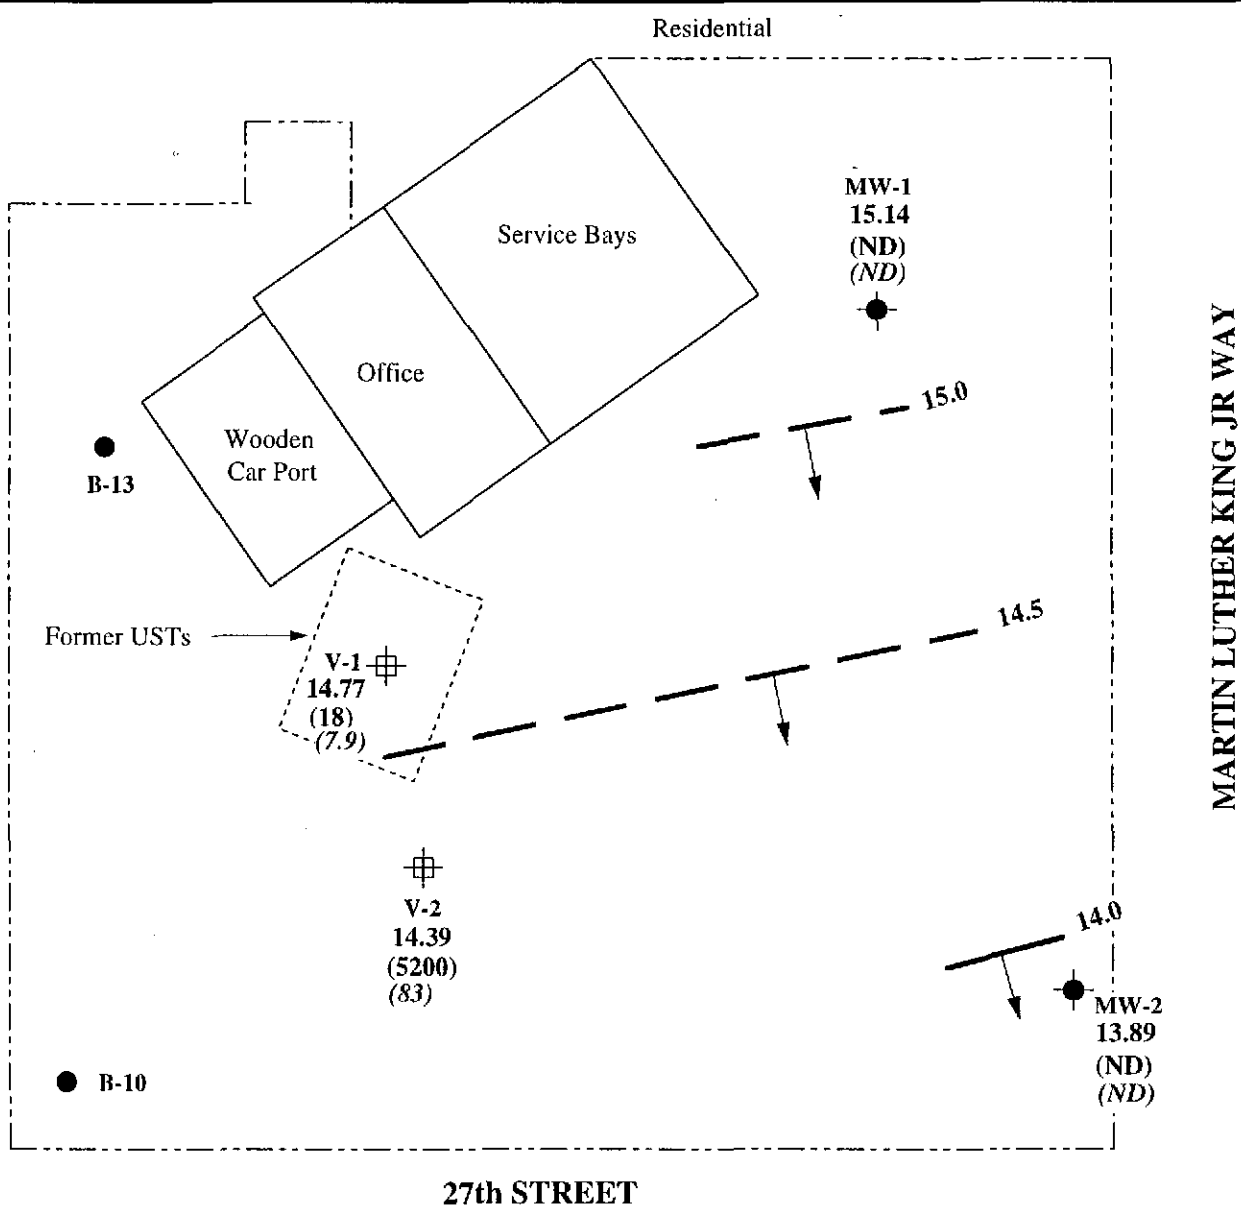 Residential
MW-1
15.14
(ND)
(ND)
Service Bays
Office
15.0
Wooden
Car Port
B-13
MARTIN LUTHER KING JR WAY
Former USTs
14.5
V-1
14.77
(18)
(7.9)
V-2
14.39
(5200)
(83)
14.0
MW-2
13.89
(ND)
(ND)
B-10
27th STREET